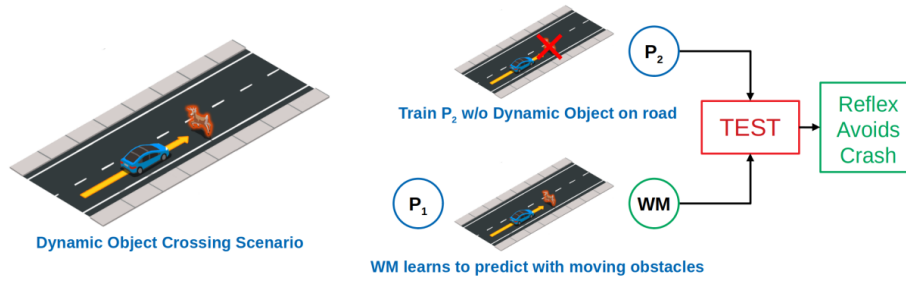 Dynamic Object Crossing Scenario
Train P₂ w/o Dynamic Object on road
P₂
P₁
WM learns to predict with moving obstacles
WM
TEST
Reflex
Avoids
Crash